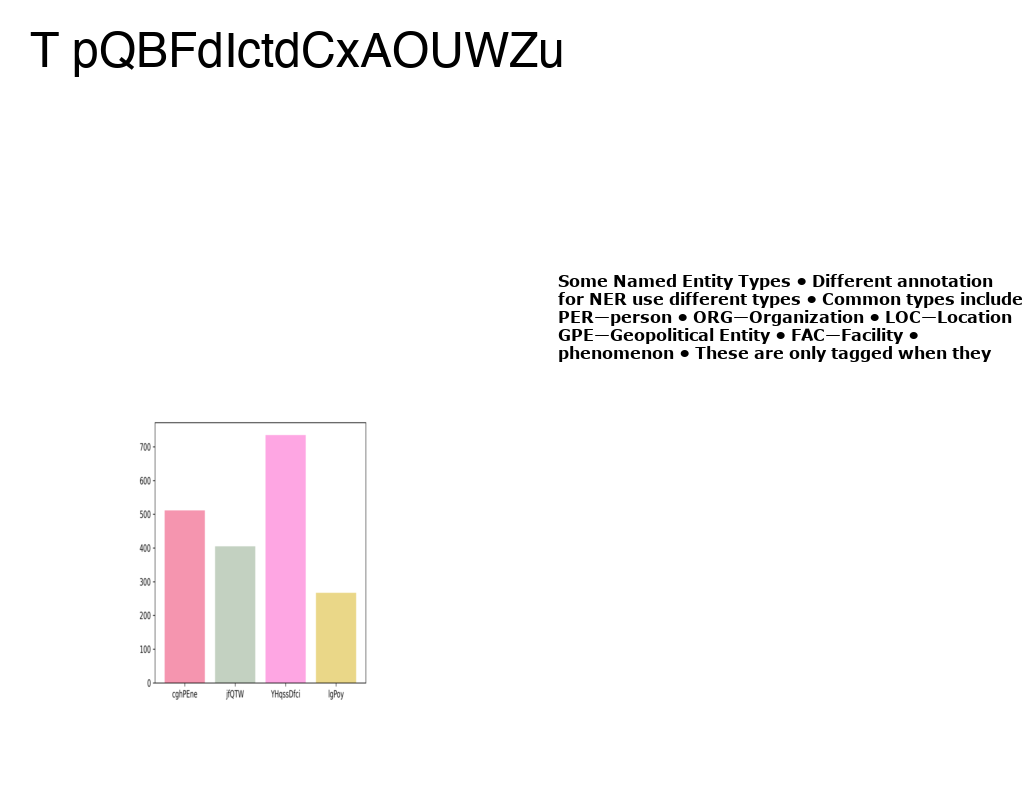 T pQBFdIctdCxAOUWZu
Some Named Entity Types • Different annotation
for NER use different types • Common types include
PER—person • ORG—Organization • LOC—Location
GPE—Geopolitical Entity • FAC—Facility •
phenomenon • These are only tagged when they
700
600
500
400
300
200
100
0
cghPEne jfQTW YHqssDfci lgPoy